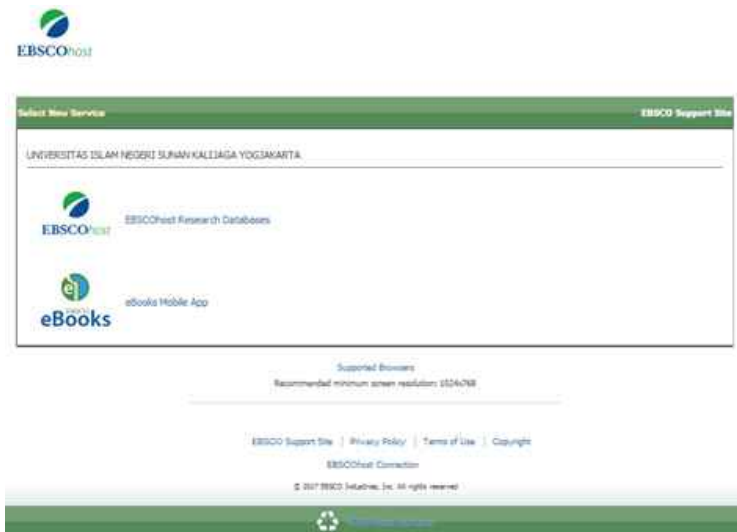 EBSCOhost
Select New Service
EBSCO Support Site
UNIVERSITAS ISLAM NEGERI SUNAN KALIJAGA YOGYAKARTA
EBSCOhost
EBSCOhost Research Databases
eBooks
eBooks Mobile App
Supported Browsers
Recommended minimum screen resolution: 1024x768
EBSCO Support Site | Privacy Policy | Terms of Use | Copyright
EBSCOhost Connection
© 2017 EBSCO Industries, Inc. All rights reserved